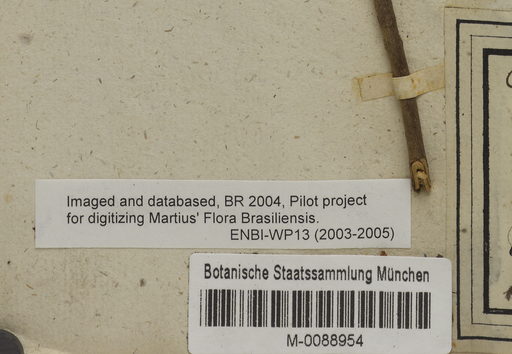 Imaged and databased, BR 2004, Pilot project
for digitizing Martius' Flora Brasiliensis.
ENBI-WP13 (2003-2005)
Botanische Staatssammlung München
M-0088954